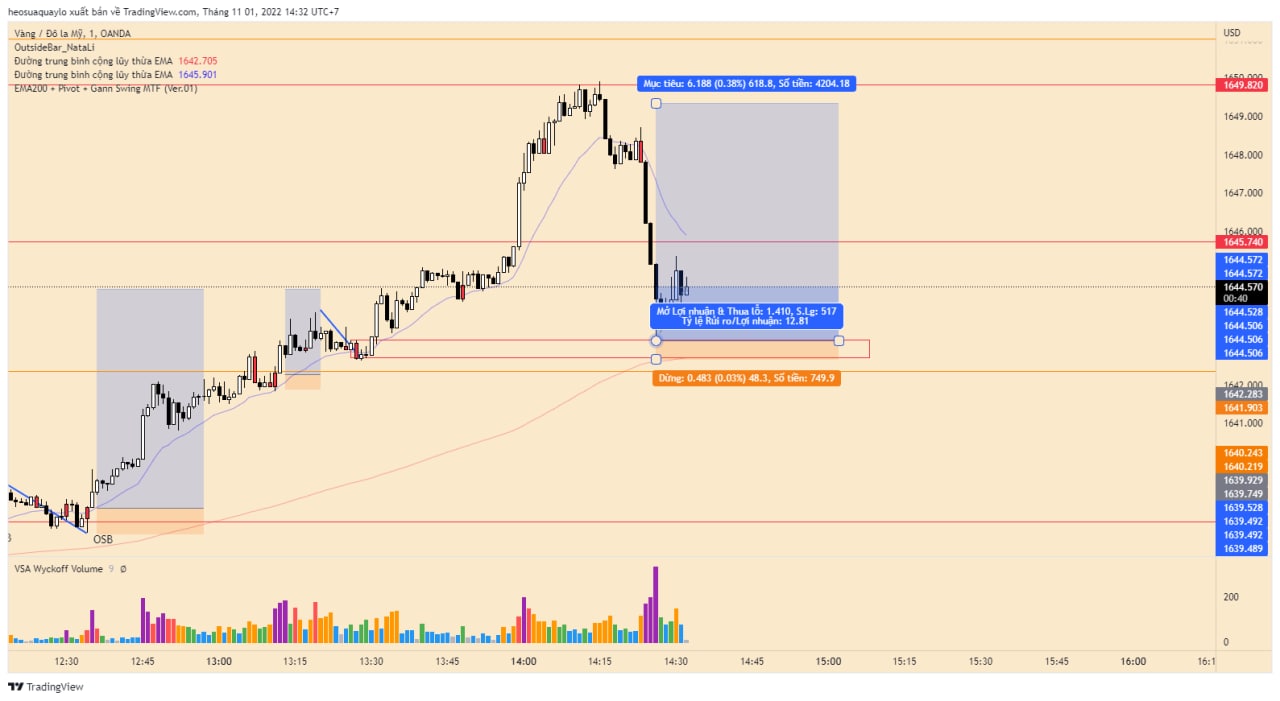 heosuaquaylo xuất bản về TradingView.com, Tháng 11 01, 2022 14:32 UTC+7
Vàng / Đô la Mỹ, 1, OANDA
USD
OutsideBar_NataLi
Đường trung bình cộng lũy thừa EMA 1642.705
Đường trung bình cộng lũy thừa EMA 1645.901
EMA200 + Pivot + Gann Swing MTF (Ver.01)
Mục tiêu: 6.188 (0.38%) 618.8, Số tiền: 4204.18
1649.820
1649.000
1648.000
1647.000
1646.000
1645.740
1644.572
1644.572
1644.570
00:40
1644.528
1644.506
1644.506
1644.506
Mở Lợi nhuận & Thua lỗ: 1.410, S.Lg: 517
Tỷ lệ Rủi ro/Lợi nhuận: 12.81
Dừng: 0.483 (0.03%) 48.3, Số tiền: 749.9
1642.000
1642.283
1641.903
1641.000
1640.243
1640.219
1639.929
1639.749
1639.528
1639.492
1639.492
1639.489
OSB
VSA Wyckoff Volume 9 Ø
200
0
12:30 12:45 13:00 13:15 13:30 13:45 14:00 14:15 14:30 14:45 15:00 15:15 15:30 15:45 16:00
TradingView